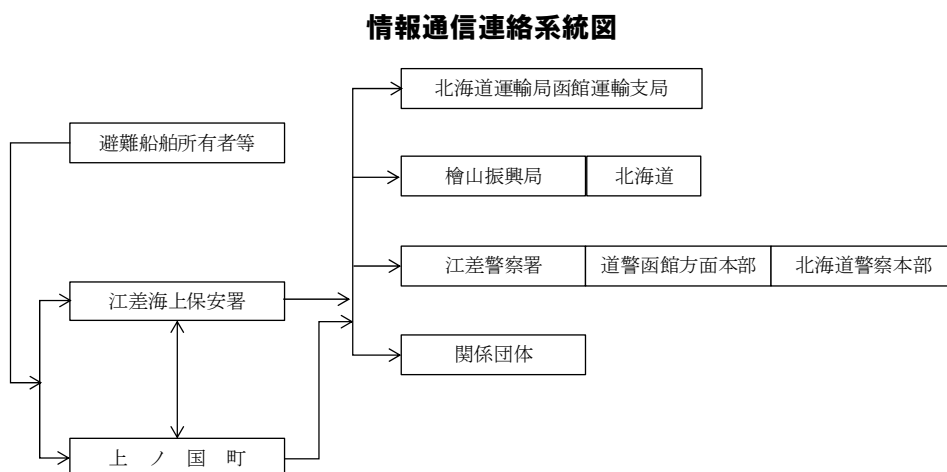 情報通信連絡系統図
北海道運輸局函館運輸支局
避難船舶所有者等
檜山振興局
北海道
江差警察署
道警函館方面本部
北海道警察本部
江差海上保安署
関係団体
上ノ国町